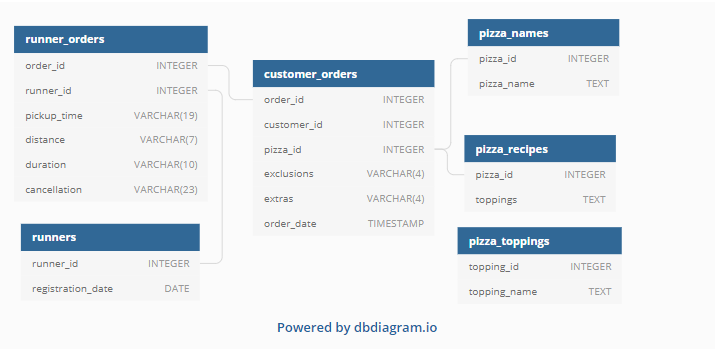 runner_orders
order_id INTEGER
runner_id INTEGER
pickup_time VARCHAR(19)
distance VARCHAR(7)
duration VARCHAR(10)
cancellation VARCHAR(23)
runners
runner_id INTEGER
registration_date DATE
customer_orders
order_id INTEGER
customer_id INTEGER
pizza_id INTEGER
exclusions VARCHAR(4)
extras VARCHAR(4)
order_date TIMESTAMP
pizza_names
pizza_id INTEGER
pizza_name TEXT
pizza_recipes
pizza_id INTEGER
toppings TEXT
pizza_toppings
topping_id INTEGER
topping_name TEXT
Powered by dbdiagram.io